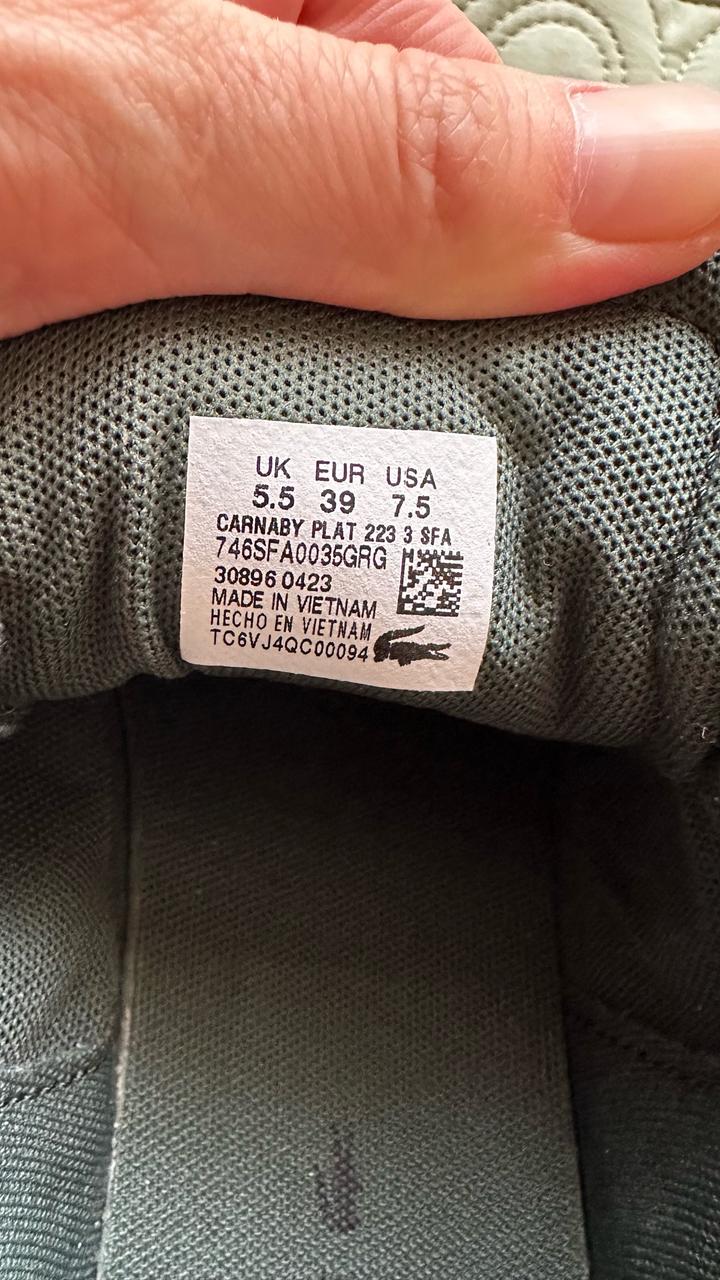 UK EUR USA
5.5 39 7.5
CARNABY PLAT 223 3 SFA
746SFA0035GRG
30896 0423
MADE IN VIETNAM
HECHO EN VIETNAM
TC6VJ4QC00094